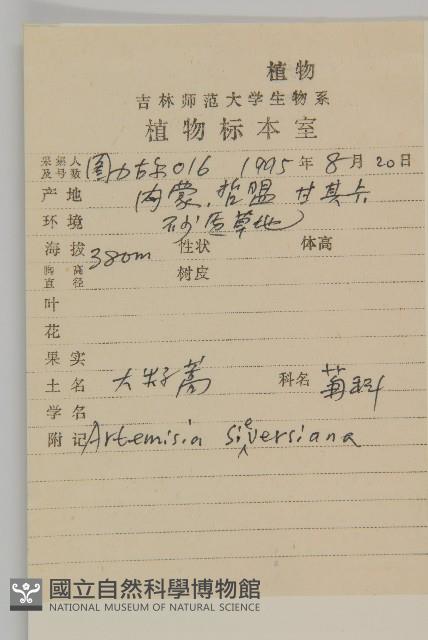 植物
吉林师范大学生物系
植物标本室
采集人及号数 图力古尔016 1995年8月20日
产地 内蒙.哲盟 甘其卡
环境 砂质草地
海拔 380m 性状 体高
胸高直径 树皮
叶
花
果实
土名 大籽蒿 科名 菊科
学名
附记 Artemisia sieversiana
國立自然科學博物館
NATIONAL MUSEUM OF NATURAL SCIENCE